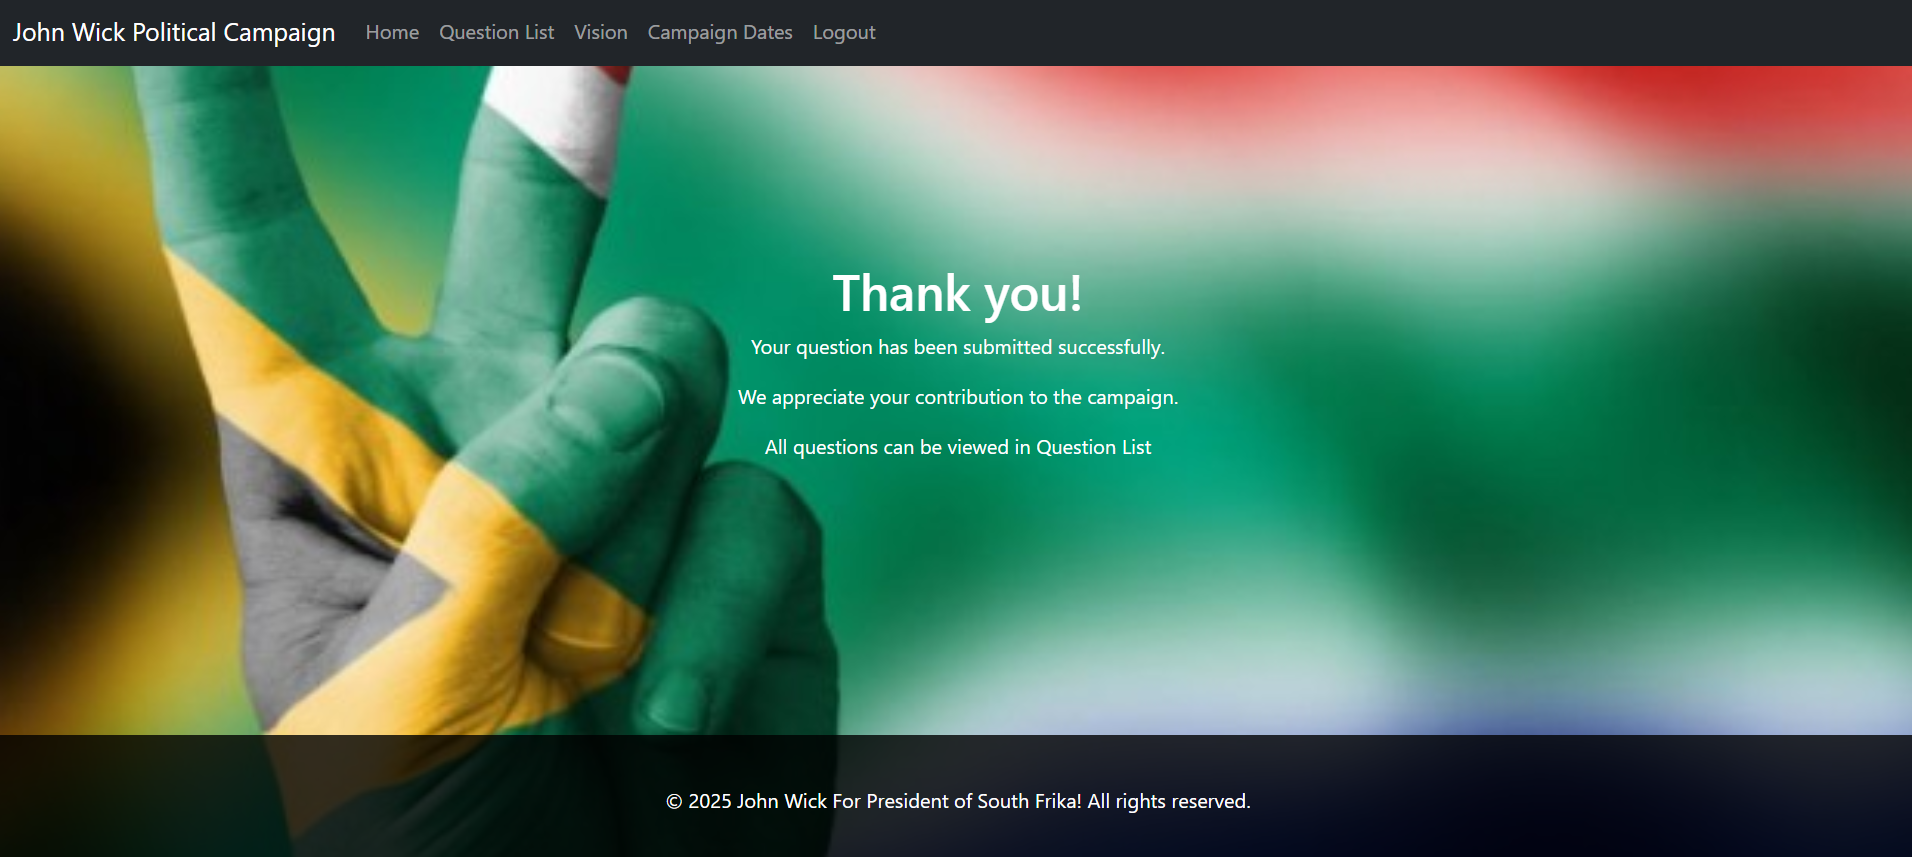 John Wick Political Campaign Home Question List Vision Campaign Dates Logout
Thank you!
Your question has been submitted successfully.
We appreciate your contribution to the campaign.
All questions can be viewed in Question List
© 2025 John Wick For President of South Frika! All rights reserved.